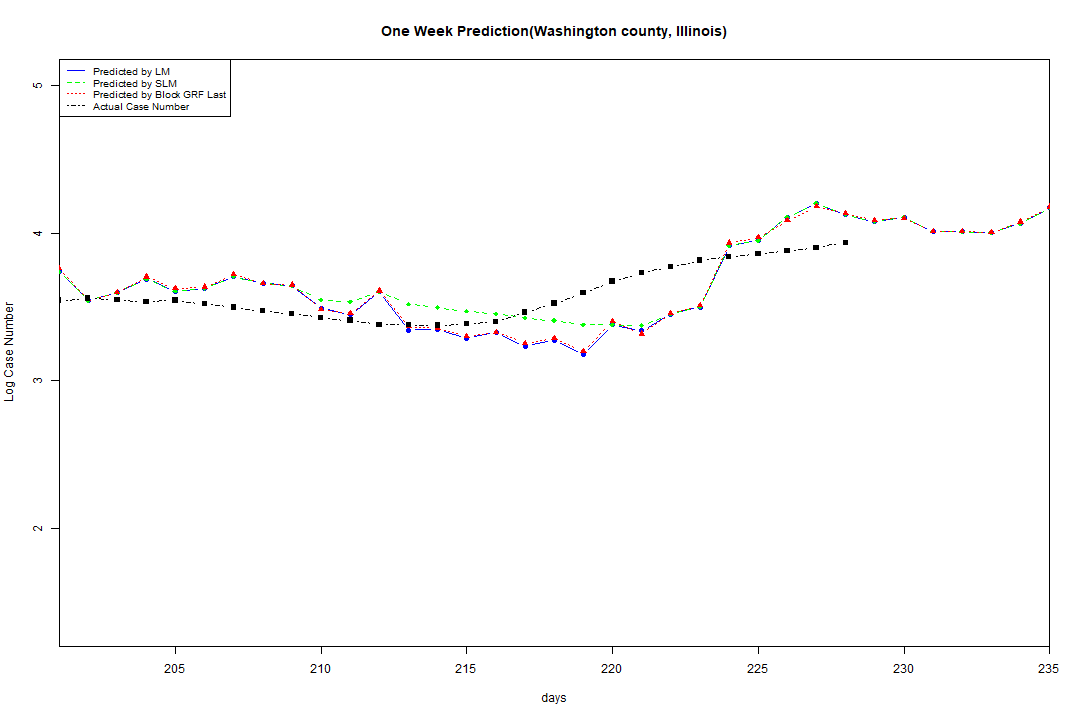 One Week Prediction(Washington county, Illinois)
Predicted by LM
Predicted by SLM
Predicted by Block GRF Last
Actual Case Number
5
4
3
2
Log Case Number
205 210 215 220 225 230 235
days